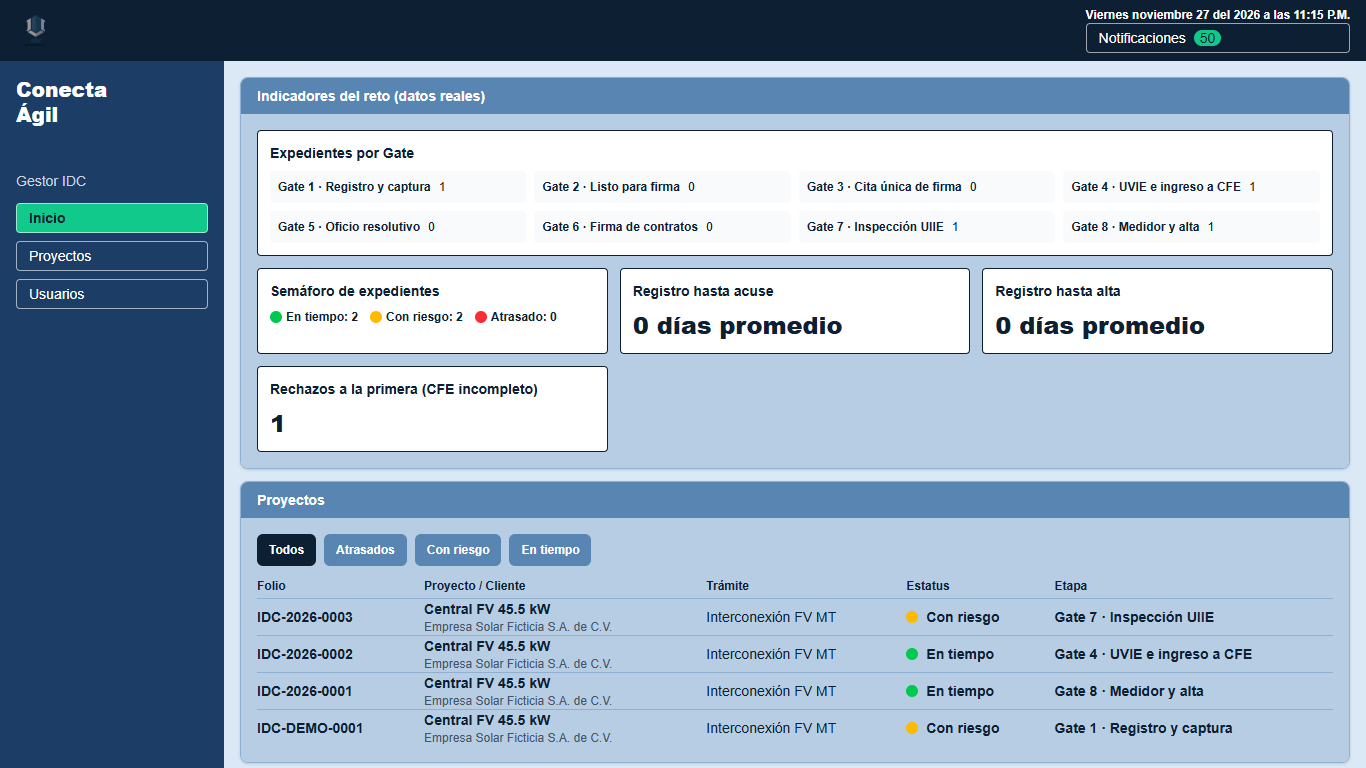 Viernes noviembre 27 del 2026 a las 11:15 P.M.
Notificaciones 50
Conecta
Ágil
Gestor IDC
Inicio
Proyectos
Usuarios
Indicadores del reto (datos reales)
Expedientes por Gate
Gate 1 · Registro y captura 1
Gate 2 · Listo para firma 0
Gate 3 · Cita única de firma 0
Gate 4 · UVIE e ingreso a CFE 1
Gate 5 · Oficio resolutivo 0
Gate 6 · Firma de contratos 0
Gate 7 · Inspección UIIE 1
Gate 8 · Medidor y alta 1
Semáforo de expedientes
En tiempo: 2 Con riesgo: 2 Atrasado: 0
Registro hasta acuse
0 días promedio
Registro hasta alta
0 días promedio
Rechazos a la primera (CFE incompleto)
1
Proyectos
Todos Atrasados Con riesgo En tiempo
Folio Proyecto / Cliente Trámite Estatus Etapa
IDC-2026-0003 Central FV 45.5 kW Interconexión FV MT Con riesgo Gate 7 · Inspección UIIE
Empresa Solar Ficticia S.A. de C.V.
IDC-2026-0002 Central FV 45.5 kW Interconexión FV MT En tiempo Gate 4 · UVIE e ingreso a CFE
Empresa Solar Ficticia S.A. de C.V.
IDC-2026-0001 Central FV 45.5 kW Interconexión FV MT En tiempo Gate 8 · Medidor y alta
Empresa Solar Ficticia S.A. de C.V.
IDC-DEMO-0001 Central FV 45.5 kW Interconexión FV MT Con riesgo Gate 1 · Registro y captura
Empresa Solar Ficticia S.A. de C.V.